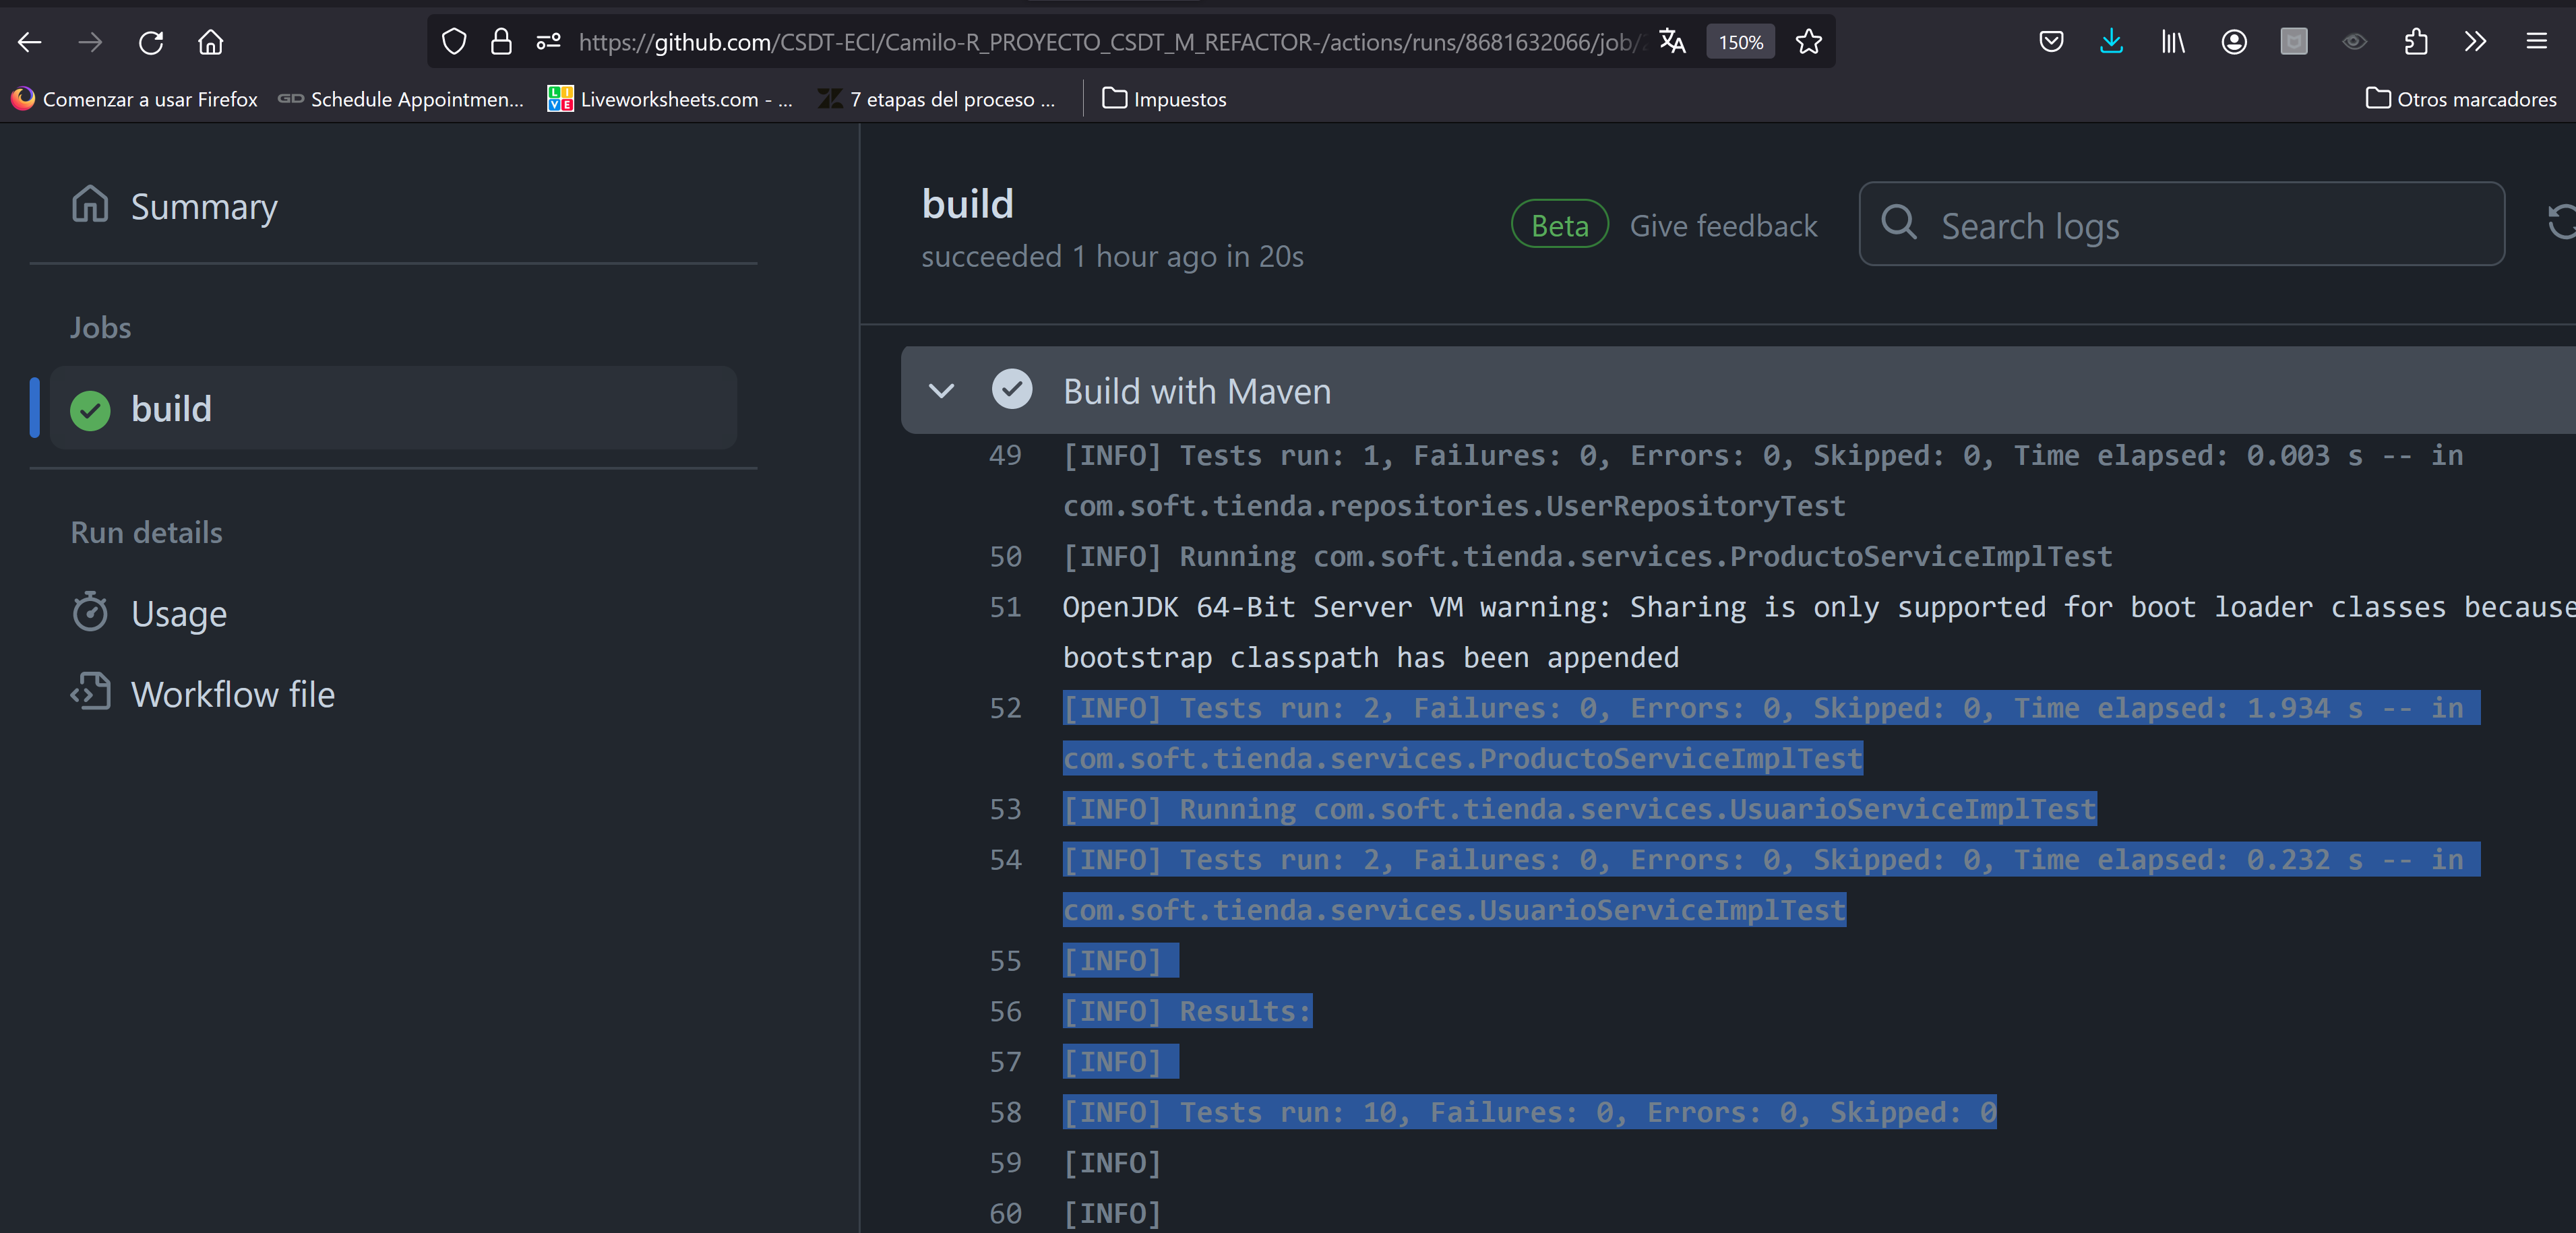 https://github.com/CSDT-ECI/Camilo-R_PROYECTO_CSDT_M_REFACTOR-/actions/runs/8681632066/job/
150%
Comenzar a usar Firefox
GD Schedule Appointmen...
LIVE Liveworksheets.com - ...
7 etapas del proceso ...
Impuestos
Otros marcadores
Summary
Jobs
build
Run details
Usage
Workflow file
build
succeeded 1 hour ago in 20s
Beta
Give feedback
Search logs
Build with Maven
49 [INFO] Tests run: 1, Failures: 0, Errors: 0, Skipped: 0, Time elapsed: 0.003 s -- in
com.soft.tienda.repositories.UserRepositoryTest
50 [INFO] Running com.soft.tienda.services.ProductoServiceImplTest
51 OpenJDK 64-Bit Server VM warning: Sharing is only supported for boot loader classes because
bootstrap classpath has been appended
52 [INFO] Tests run: 2, Failures: 0, Errors: 0, Skipped: 0, Time elapsed: 1.934 s -- in
com.soft.tienda.services.ProductoServiceImplTest
53 [INFO] Running com.soft.tienda.services.UsuarioServiceImplTest
54 [INFO] Tests run: 2, Failures: 0, Errors: 0, Skipped: 0, Time elapsed: 0.232 s -- in
com.soft.tienda.services.UsuarioServiceImplTest
55 [INFO]
56 [INFO] Results:
57 [INFO]
58 [INFO] Tests run: 10, Failures: 0, Errors: 0, Skipped: 0
59 [INFO]
60 [INFO]